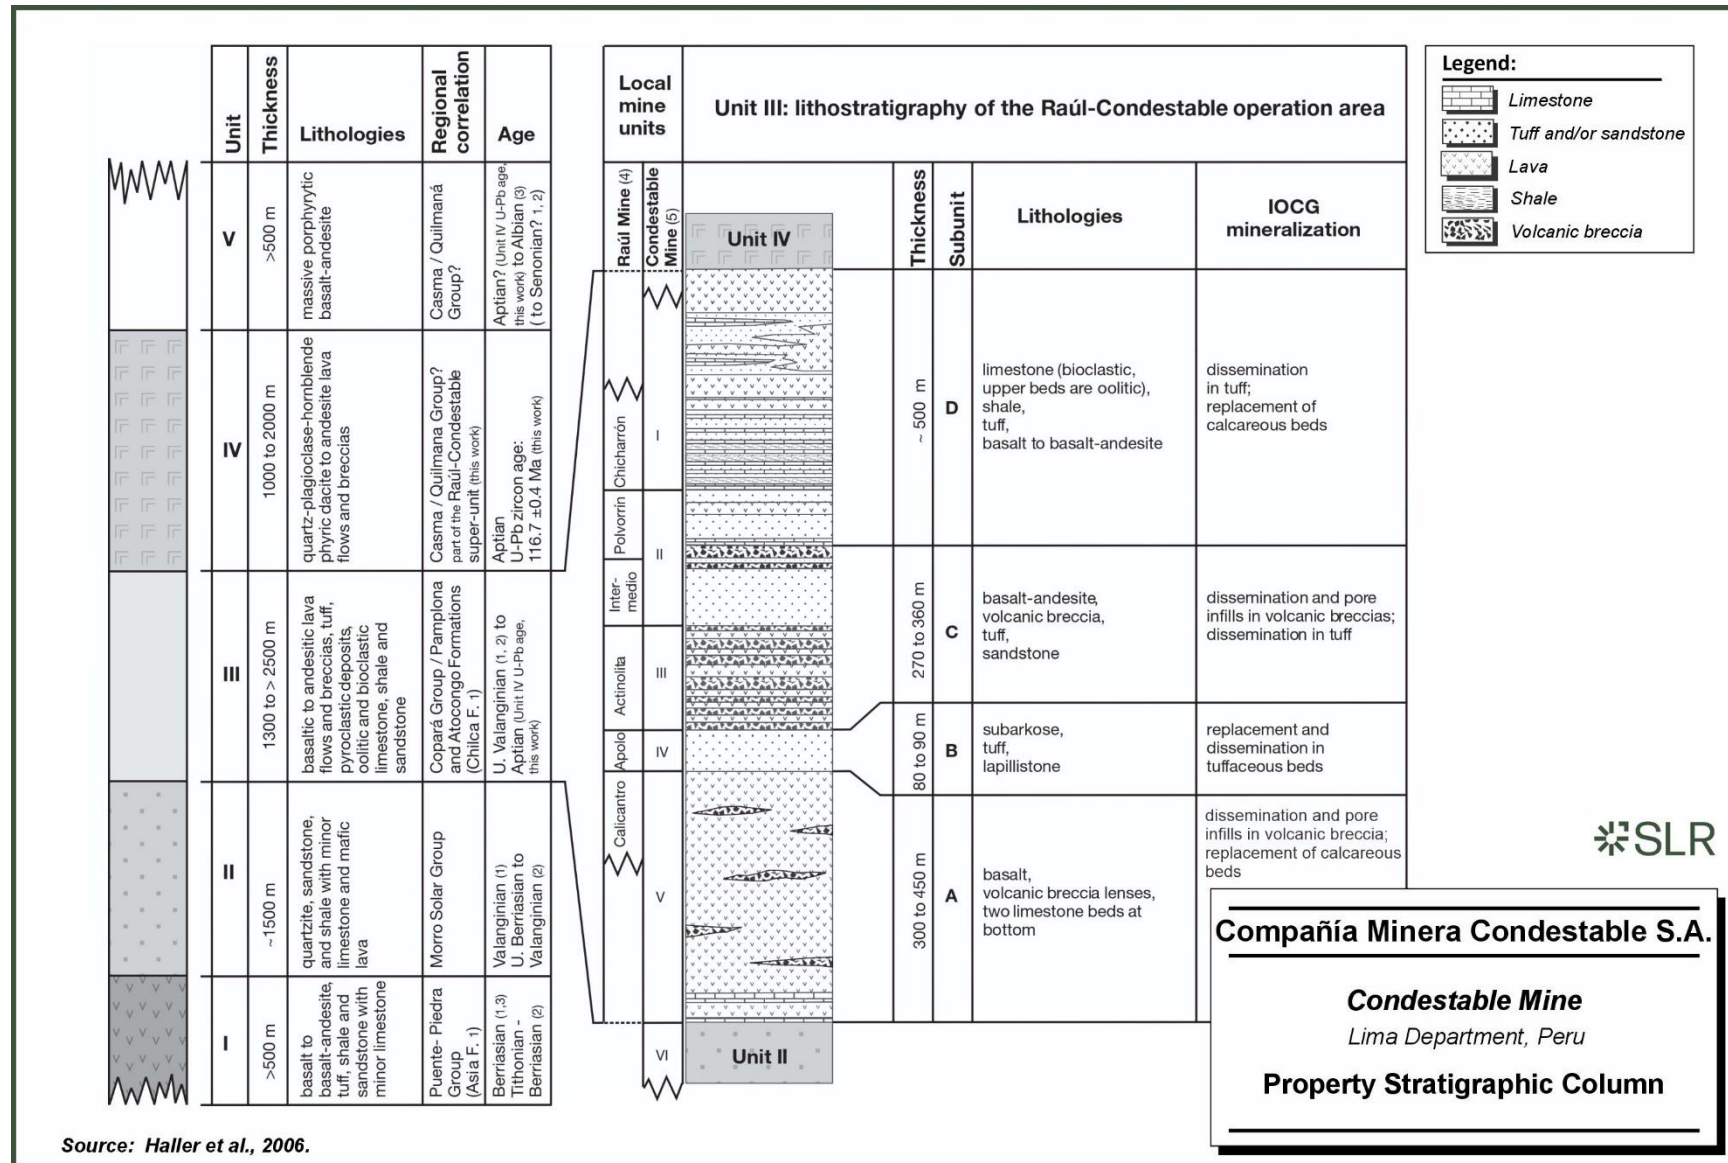 Unit
Thickness
Lithologies
Regional
correlation
Age
V
>500 m
massive porphyrytic
basalt-andesite
Casma / Quilmaná
Group?
Aptian? (Unit IV U-Pb age,
this work) to Albian (3)
( to Senonian? 1, 2)
IV
1000 to 2000 m
quartz-plagioclase-hornblende
phyric dacite to andesite lava
flows and breccias
Casma / Quilmana Group?
part of the Raúl-Condestable
super-unit (this work)
Aptian
U-Pb zircon age:
116.7 ±0.4 Ma (this work)
III
1300 to > 2500 m
basaltic to andesitic lava
flows and breccias, tuff,
pyroclastic deposits,
oolitic and bioclastic
limestone, shale and
sandstone
Copará Group / Pamplona
and Atocongo Formations
(Chilca F. 1)
U. Valanginian (1, 2) to
Aptian (Unit IV U-Pb age,
this work)
II
~1500 m
quartzite, sandstone,
and shale with minor
limestone and mafic
lava
Morro Solar Group
Valanginian (1)
U. Berriasian to
Valanginian (2)
I
>500 m
basalt to
basalt-andesite,
tuff, shale and
sandstone with
minor limestone
Puente- Piedra
Group
(Asia F. 1)
Berriasian (1,3)
Tithonian -
Berriasian (2)
Local
mine
units
Unit III: lithostratigraphy of the Raúl-Condestable operation area
Raúl Mine (4)
Condestable
Mine (5)
Thickness
Subunit
Lithologies
IOCG
mineralization
Unit IV
Chicharrón
Polvorrín
Inter-
medio
Actinolita
Apolo
Calicantro
I
II
III
IV
V
VI
Unit II
~ 500 m
D
limestone (bioclastic,
upper beds are oolitic),
shale,
tuff,
basalt to basalt-andesite
dissemination
in tuff;
replacement of
calcareous beds
270 to 360 m
C
basalt-andesite,
volcanic breccia,
tuff,
sandstone
dissemination and pore
infills in volcanic breccias;
dissemination in tuff
80 to 90 m
B
subarkose,
tuff,
lapillistone
replacement and
dissemination in
tuffaceous beds
300 to 450 m
A
basalt,
volcanic breccia lenses,
two limestone beds at
bottom
dissemination and pore
infills in volcanic breccia;
replacement of calcareous
beds
Legend:
Limestone
Tuff and/or sandstone
Lava
Shale
Volcanic breccia
SLR
Compañía Minera Condestable S.A.
Condestable Mine
Lima Department, Peru
Property Stratigraphic Column
Source: Haller et al., 2006.